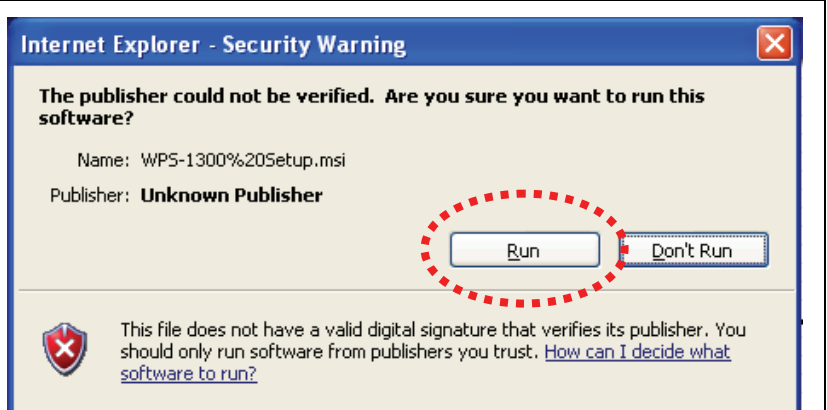 Internet Explorer - Security Warning
The publisher could not be verified. Are you sure you want to run this
software?
Name: WPS-1300%20Setup.msi
Publisher: Unknown Publisher
Run Don't Run
This file does not have a valid digital signature that verifies its publisher. You
should only run software from publishers you trust. How can I decide what
software to run?